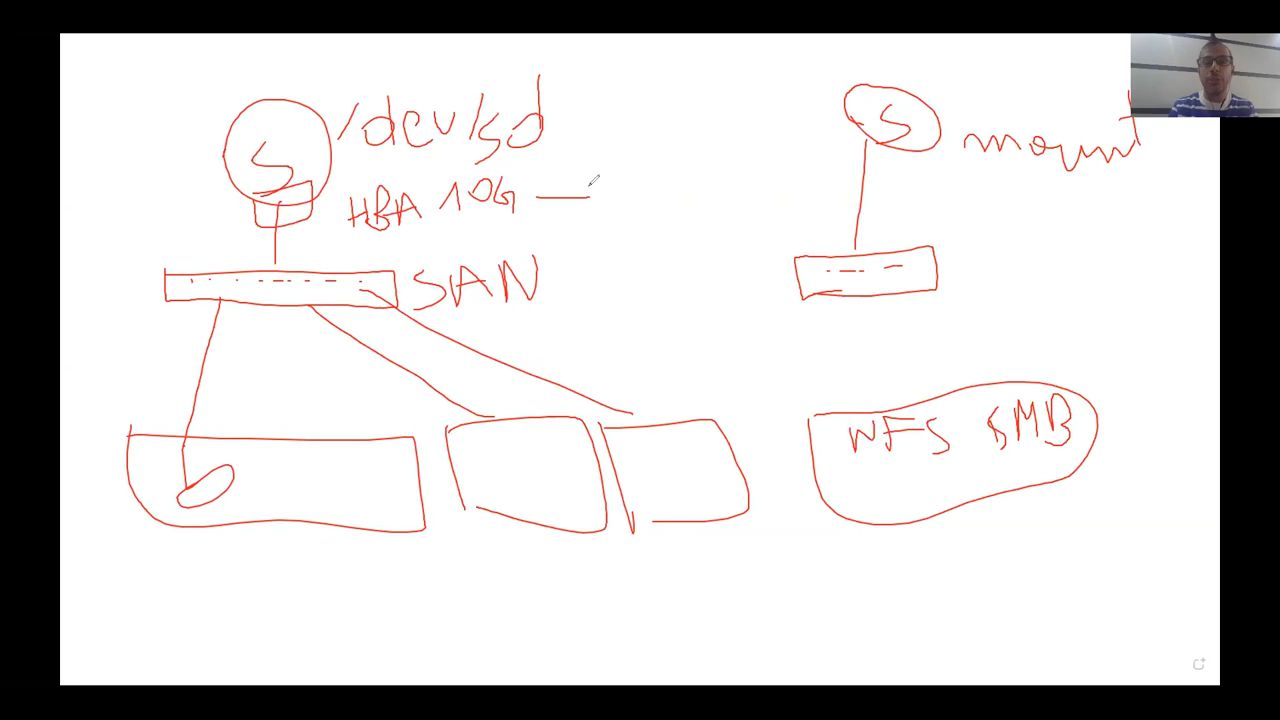 S /dev/sd
HBA 10G —
SAN
S mount
NFS SMB